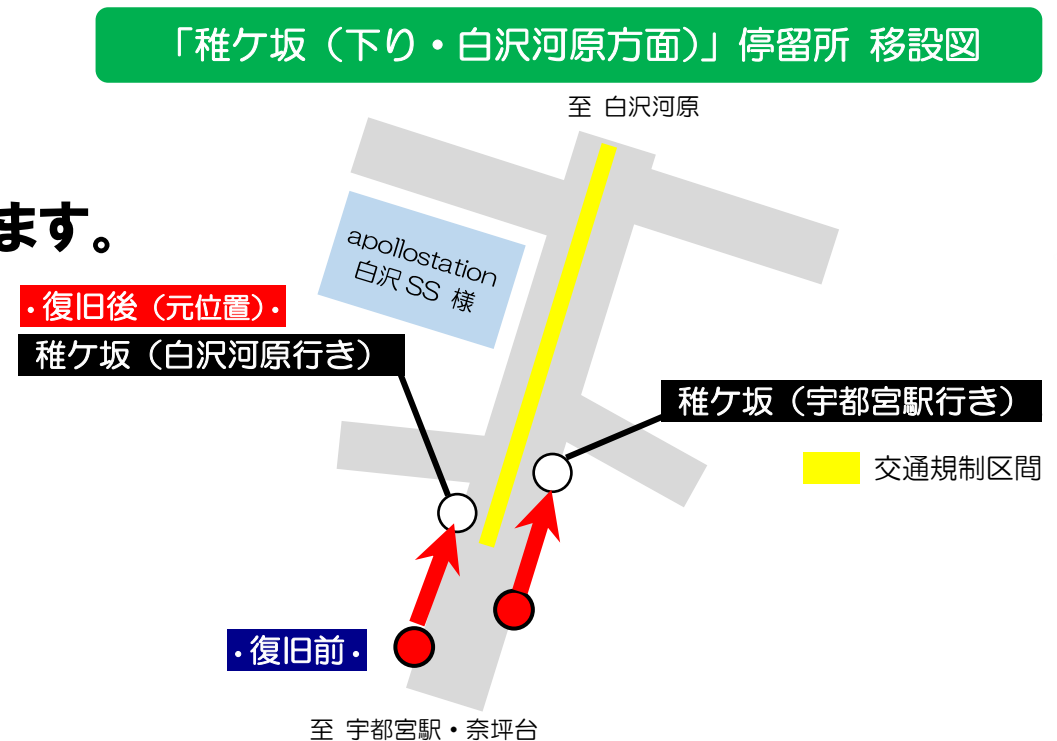 「稚ケ坂（下り・白沢河原方面）」停留所 移設図
至 白沢河原
ます。
apollostation
白沢 SS 様
・復旧後（元位置）・
稚ケ坂（白沢河原行き）
稚ケ坂（宇都宮駅行き）
交通規制区間
・復旧前・
至 宇都宮駅・奈坪台